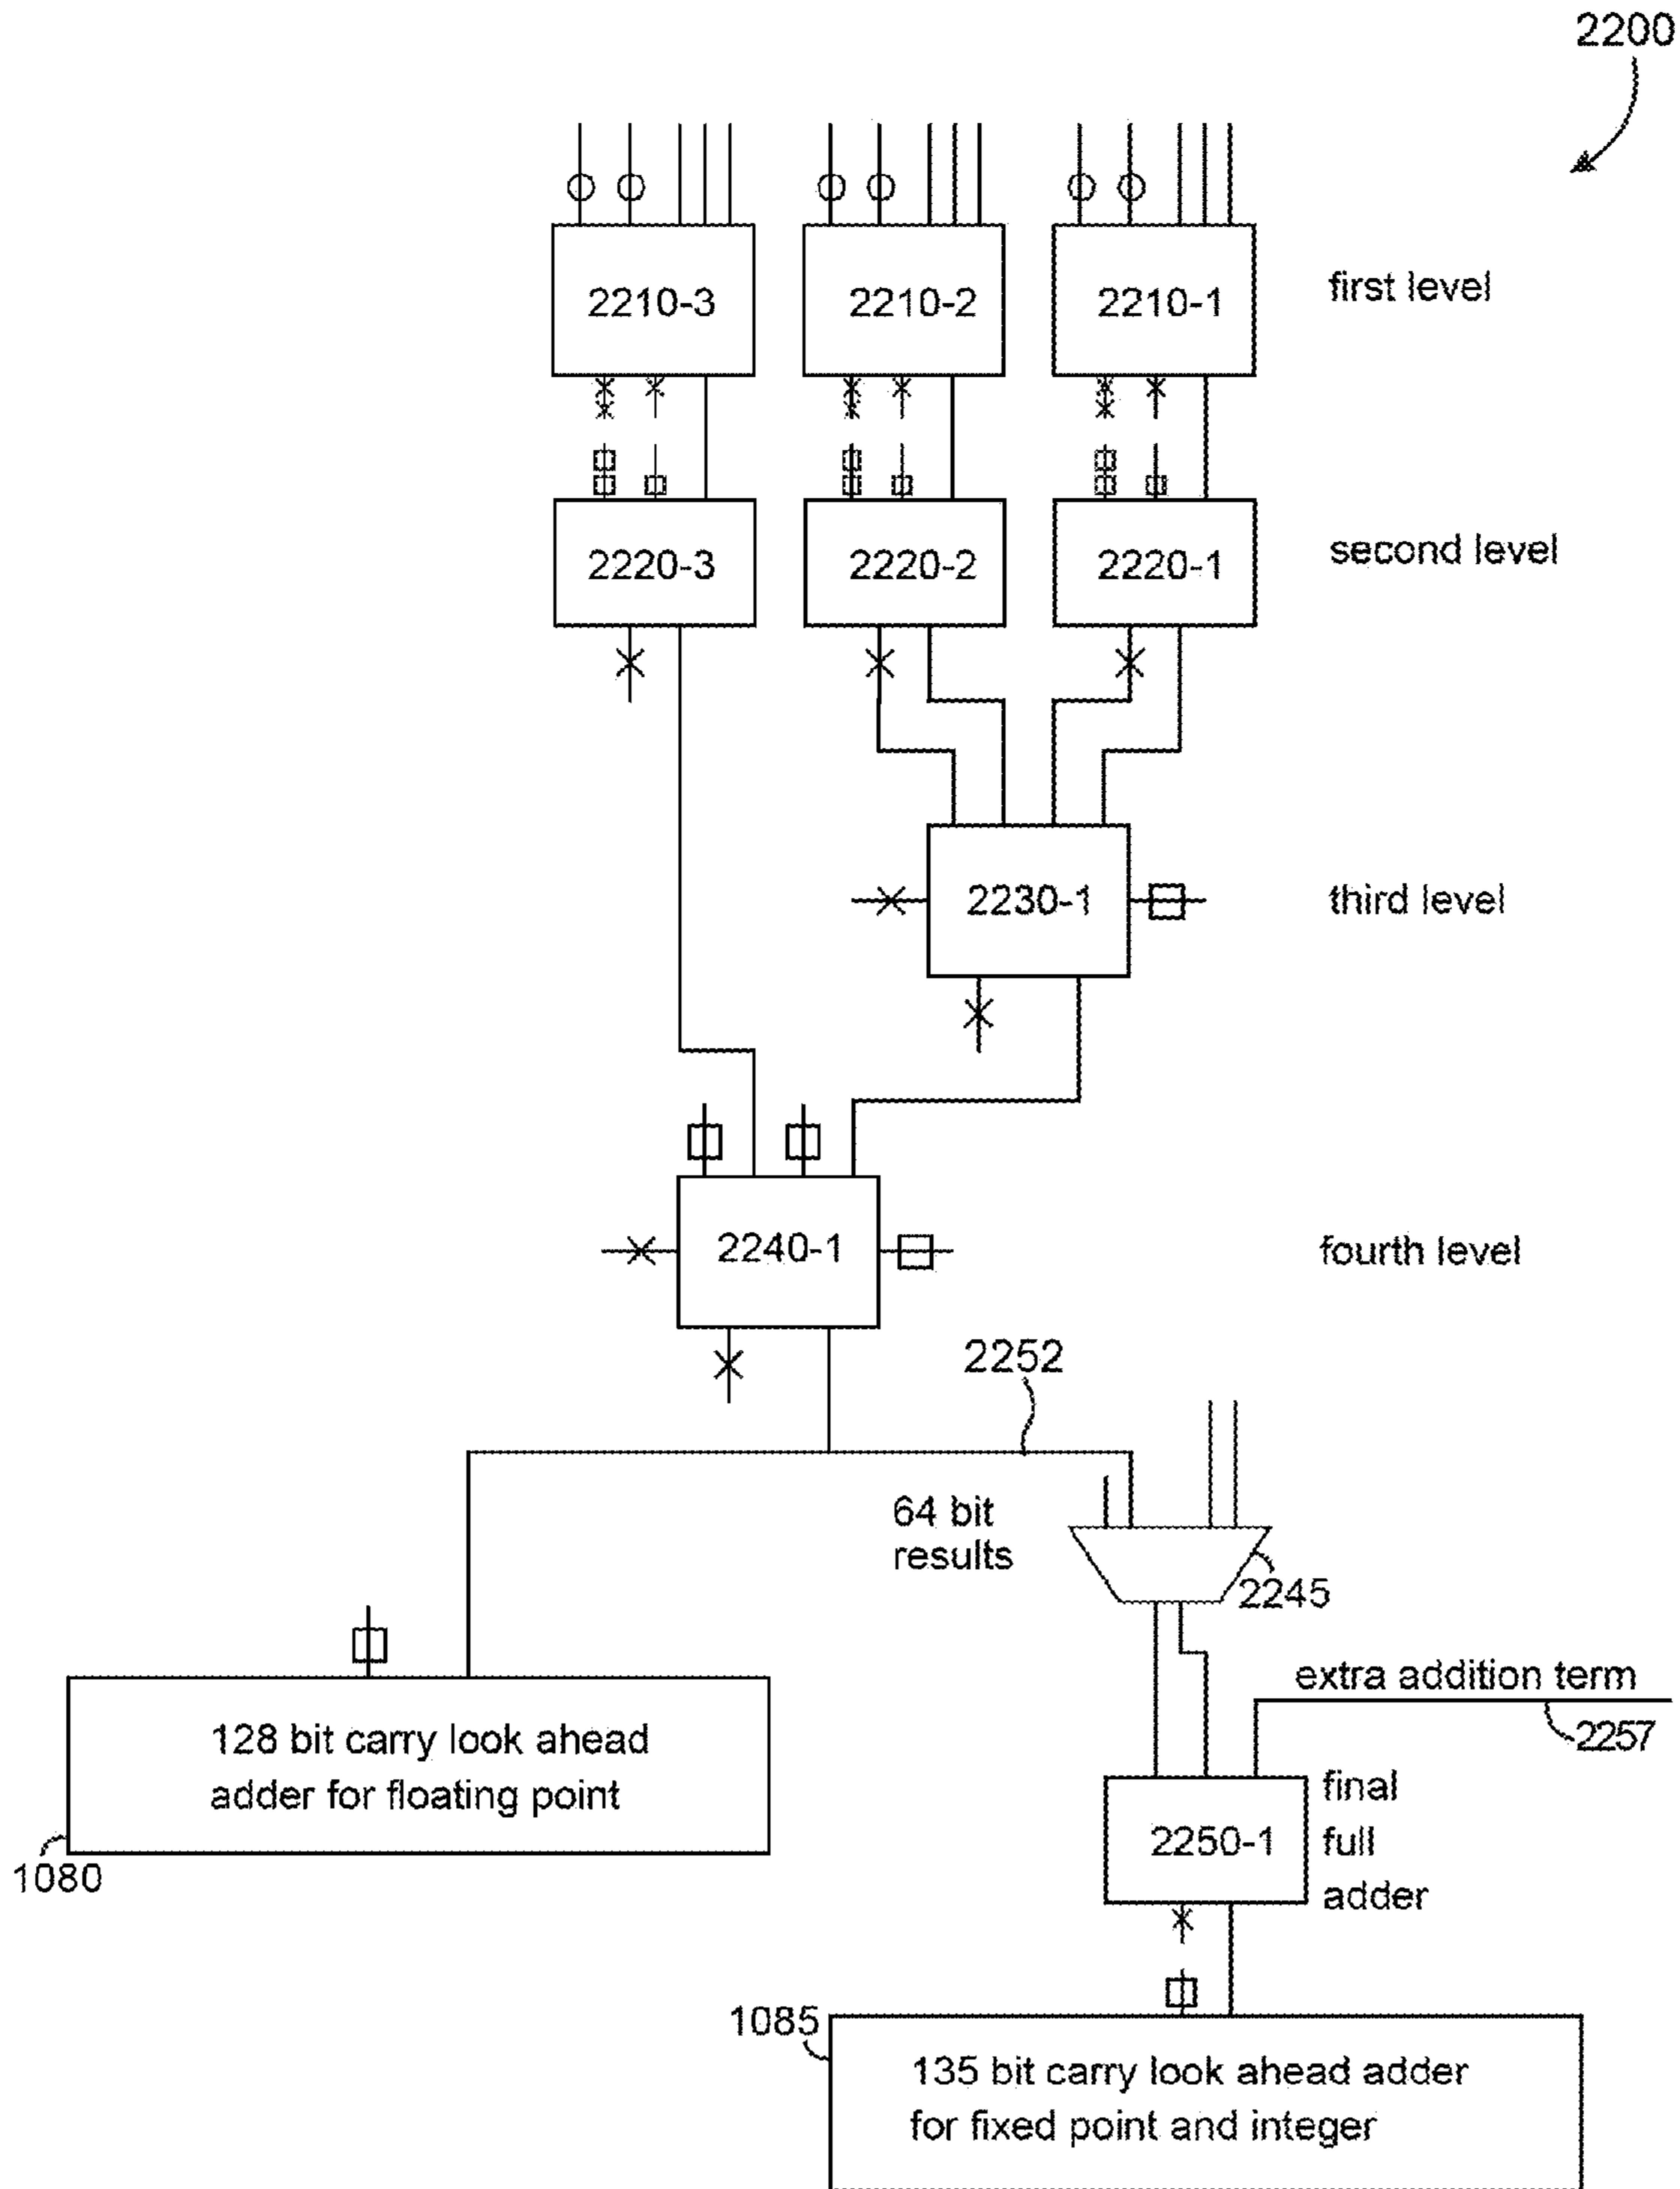 2200
2210-3
2210-2
2210-1
first level
2220-3
2220-2
2220-1
second level
2230-1
third level
2240-1
fourth level
2252
64 bit
results
2245
extra addition term
2257
128 bit carry look ahead
adder for floating point
1080
2250-1
final
full
adder
1085
135 bit carry look ahead adder
for fixed point and integer